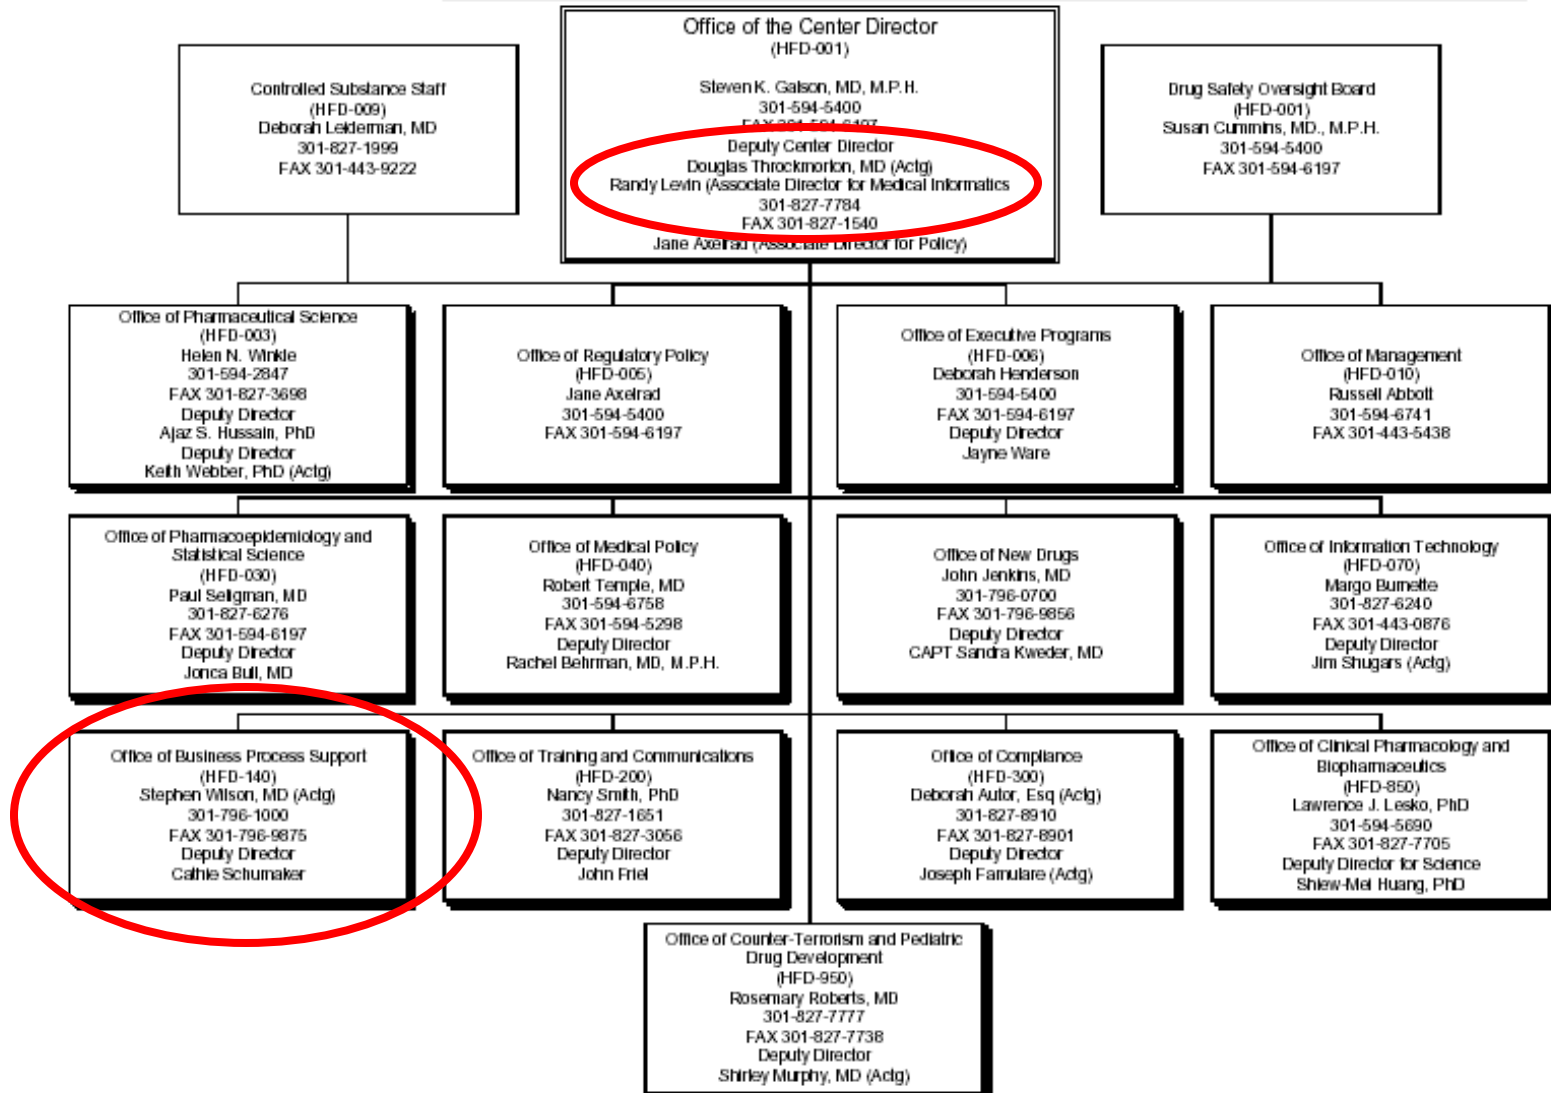 Office of the Center Director
(HFD-001)
Steven K. Galson, MD, M.P.H.
301-594-5400
FAX 301-594-6197
Deputy Center Director
Douglas Throckmorton, MD (Actg)
Randy Levin (Associate Director for Medical Informatics
301-827-7784
FAX 301-827-1540
Jane Axelrad (Associate Director for Policy)
Controlled Substance Staff
(HFD-009)
Deborah Leiderman, MD
301-827-1999
FAX 301-443-9222
Drug Safety Oversight Board
(HFD-001)
Susan Cummins, MD., M.P.H.
301-594-5400
FAX 301-594-6197
Office of Pharmaceutical Science
(HFD-003)
Helen N. Winkle
301-594-2847
FAX 301-827-3698
Deputy Director
Ajaz S. Hussain, PhD
Deputy Director
Keith Webber, PhD (Actg)
Office of Regulatory Policy
(HFD-005)
Jane Axelrad
301-594-5400
FAX 301-594-6197
Office of Executive Programs
(HFD-006)
Deborah Henderson
301-594-5400
FAX 301-594-6197
Deputy Director
Jayne Ware
Office of Management
(HFD-010)
Russell Abbott
301-594-6741
FAX 301-443-5438
Office of Pharmacoepidemiology and
Statistical Science
(HFD-030)
Paul Seligman, MD
301-827-6276
FAX 301-594-6197
Deputy Director
Jonca Bull, MD
Office of Medical Policy
(HFD-040)
Robert Temple, MD
301-594-6758
FAX 301-594-5298
Deputy Director
Rachel Behrman, MD, M.P.H.
Office of New Drugs
John Jenkins, MD
301-796-0700
FAX 301-796-9856
Deputy Director
CAPT Sandra Kweder, MD
Office of Information Technology
(HFD-070)
Margo Burnette
301-827-6240
FAX 301-443-0876
Deputy Director
Jim Shugars (Actg)
Office of Business Process Support
(HFD-140)
Stephen Wilson, MD (Actg)
301-796-1000
FAX 301-796-9875
Deputy Director
Cathie Schumaker
Office of Training and Communications
(HFD-200)
Nancy Smith, PhD
301-827-1651
FAX 301-827-3056
Deputy Director
John Friel
Office of Compliance
(HFD-300)
Deborah Autor, Esq (Actg)
301-827-8910
FAX 301-827-8901
Deputy Director
Joseph Famulare (Actg)
Office of Clinical Pharmacology and
Biopharmaceutics
(HFD-850)
Lawrence J. Lesko, PhD
301-594-5690
FAX 301-827-7705
Deputy Director for Science
Shiew-Mei Huang, PhD
Office of Counter-Terrorism and Pediatric
Drug Development
(HFD-950)
Rosemary Roberts, MD
301-827-7777
FAX 301-827-7738
Deputy Director
Shirley Murphy, MD (Actg)